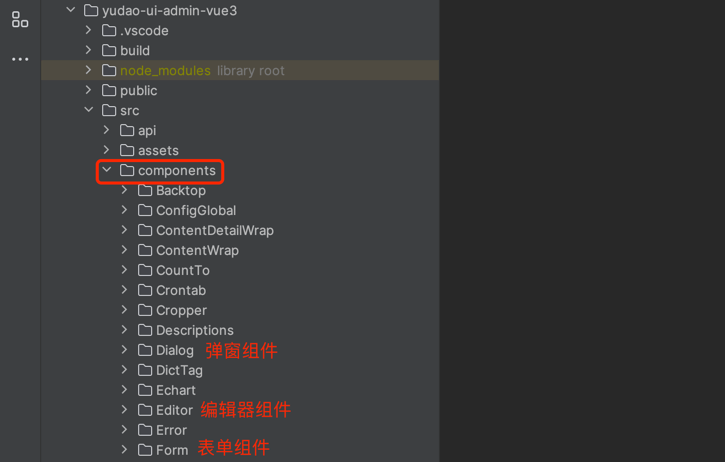 yudao-ui-admin-vue3
.vscode
build
node_modules library root
public
src
api
assets
components
Backtop
ConfigGlobal
ContentDetailWrap
ContentWrap
CountTo
Crontab
Cropper
Descriptions
Dialog 弹窗组件
DictTag
Echart
Editor 编辑器组件
Error
Form 表单组件